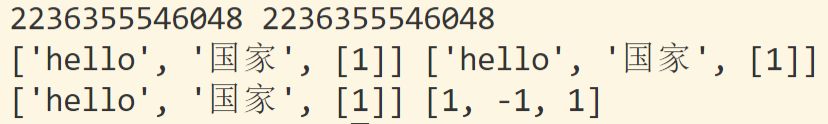 2236355546048 2236355546048
['hello', '国家', [1]] ['hello', '国家', [1]]
['hello', '国家', [1]] [1, -1, 1]